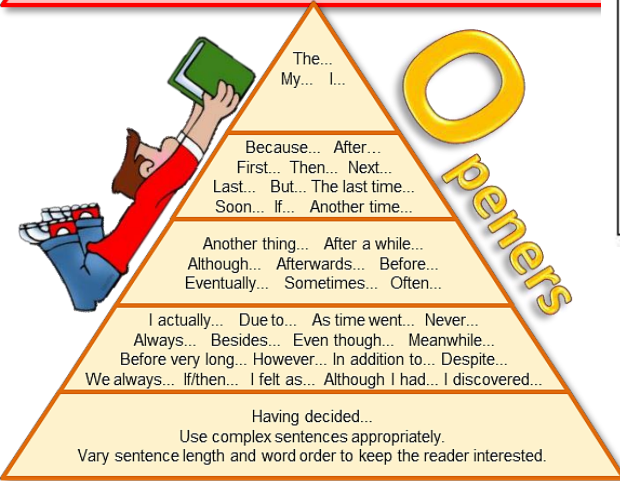 The...
My... I...
Because... After...
First... Then... Next...
Last... But... The last time...
Soon... If... Another time...
Another thing... After a while...
Although... Afterwards... Before...
Eventually... Sometimes... Often...
I actually... Due to... As time went... Never...
Always... Besides... Even though... Meanwhile...
Before very long... However... In addition to... Despite...
We always... If/then... I felt as... Although I had... I discovered...
Having decided...
Use complex sentences appropriately.
Vary sentence length and word order to keep the reader interested.
Openers